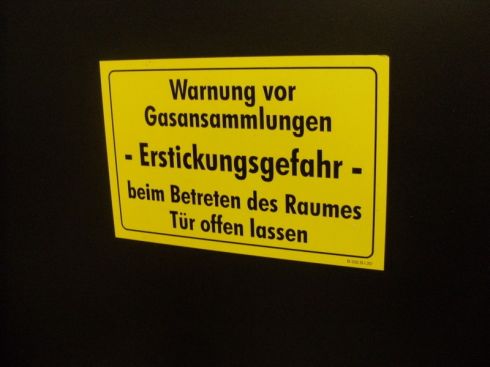 Warnung vor
Gasansammlungen
- Erstickungsgefahr -
beim Betreten des Raumes
Tür offen lassen